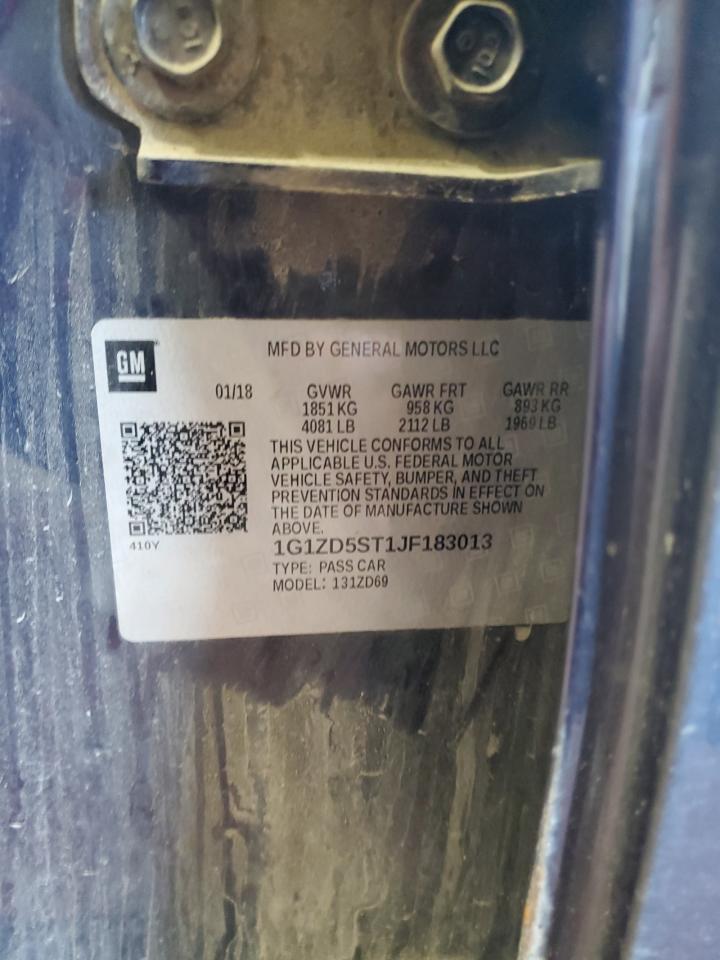 GM
MFD BY GENERAL MOTORS LLC
01/18 GVWR GAWR FRT GAWR RR
1851 KG 958 KG 893 KG
4081 LB 2112 LB 1969 LB
THIS VEHICLE CONFORMS TO ALL
APPLICABLE U.S. FEDERAL MOTOR
VEHICLE SAFETY, BUMPER, AND THEFT
PREVENTION STANDARDS IN EFFECT ON
THE DATE OF MANUFACTURE SHOWN
ABOVE.
410Y
1G1ZD5ST1JF183013
TYPE: PASS CAR
MODEL: 131ZD69